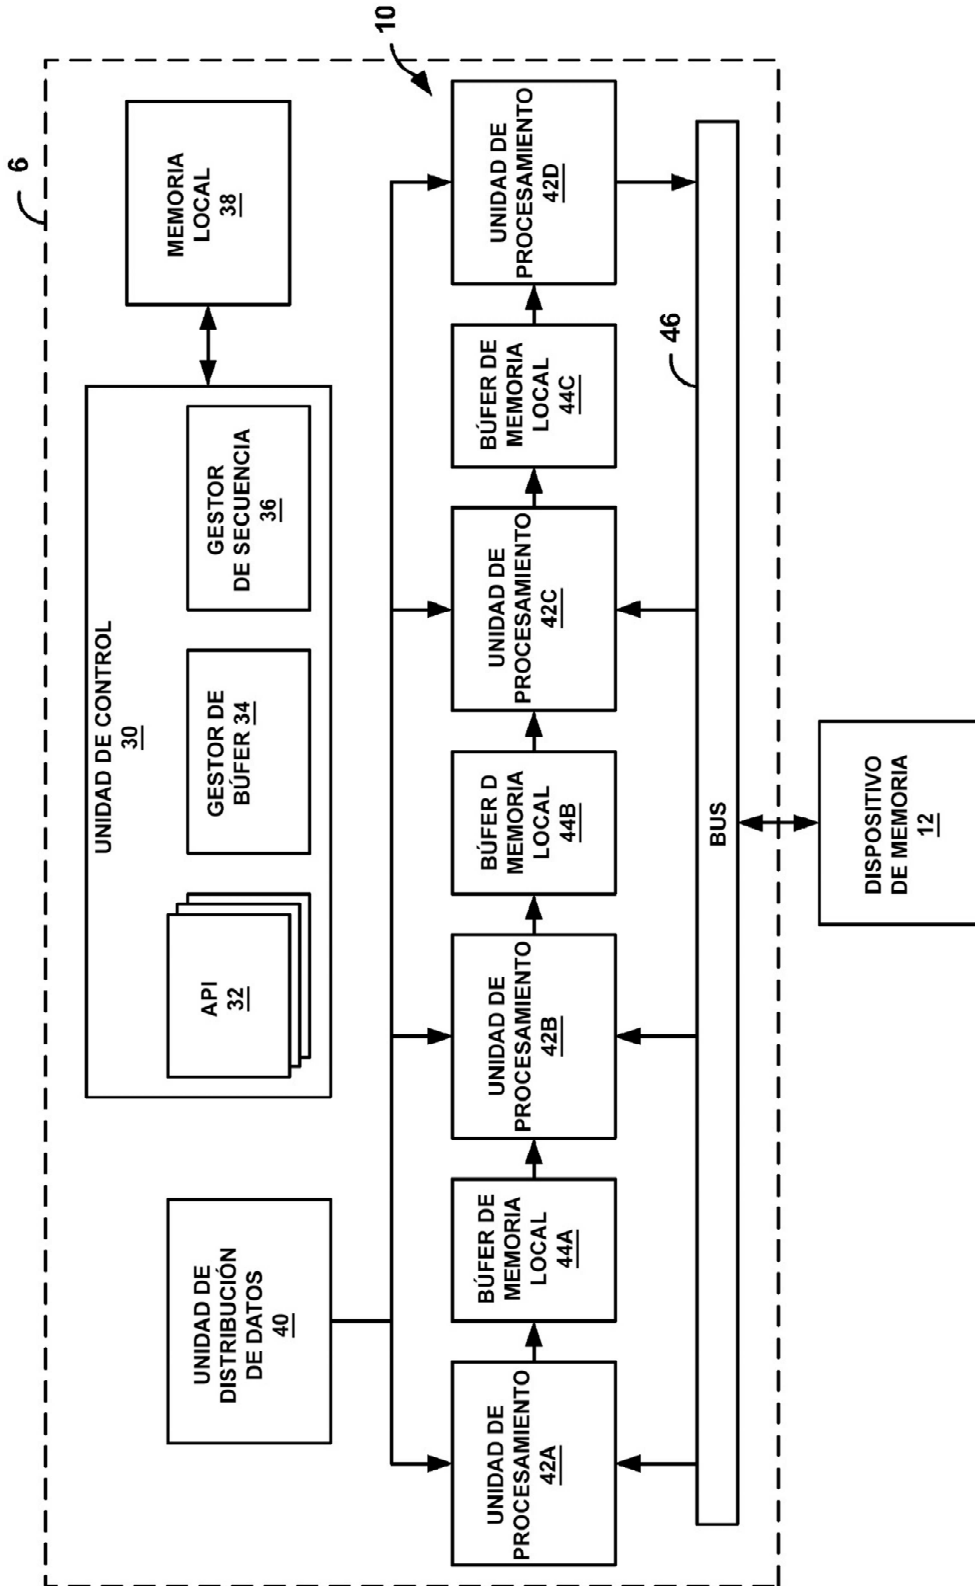 6
10
UNIDAD DE
DISTRIBUCIÓN
DE DATOS
40
UNIDAD DE CONTROL
30
API
32
GESTOR DE
BÚFER 34
GESTOR
DE SECUENCIA
36
MEMORIA
LOCAL
38
UNIDAD DE
PROCESAMIENTO
42A
BÚFER DE
MEMORIA
LOCAL
44A
UNIDAD DE
PROCESAMIENTO
42B
BÚFER D
MEMORIA
LOCAL
44B
UNIDAD DE
PROCESAMIENTO
42C
BÚFER DE
MEMORIA
LOCAL
44C
UNIDAD DE
PROCESAMIENTO
42D
46
BUS
DISPOSITIVO
DE MEMORIA
12